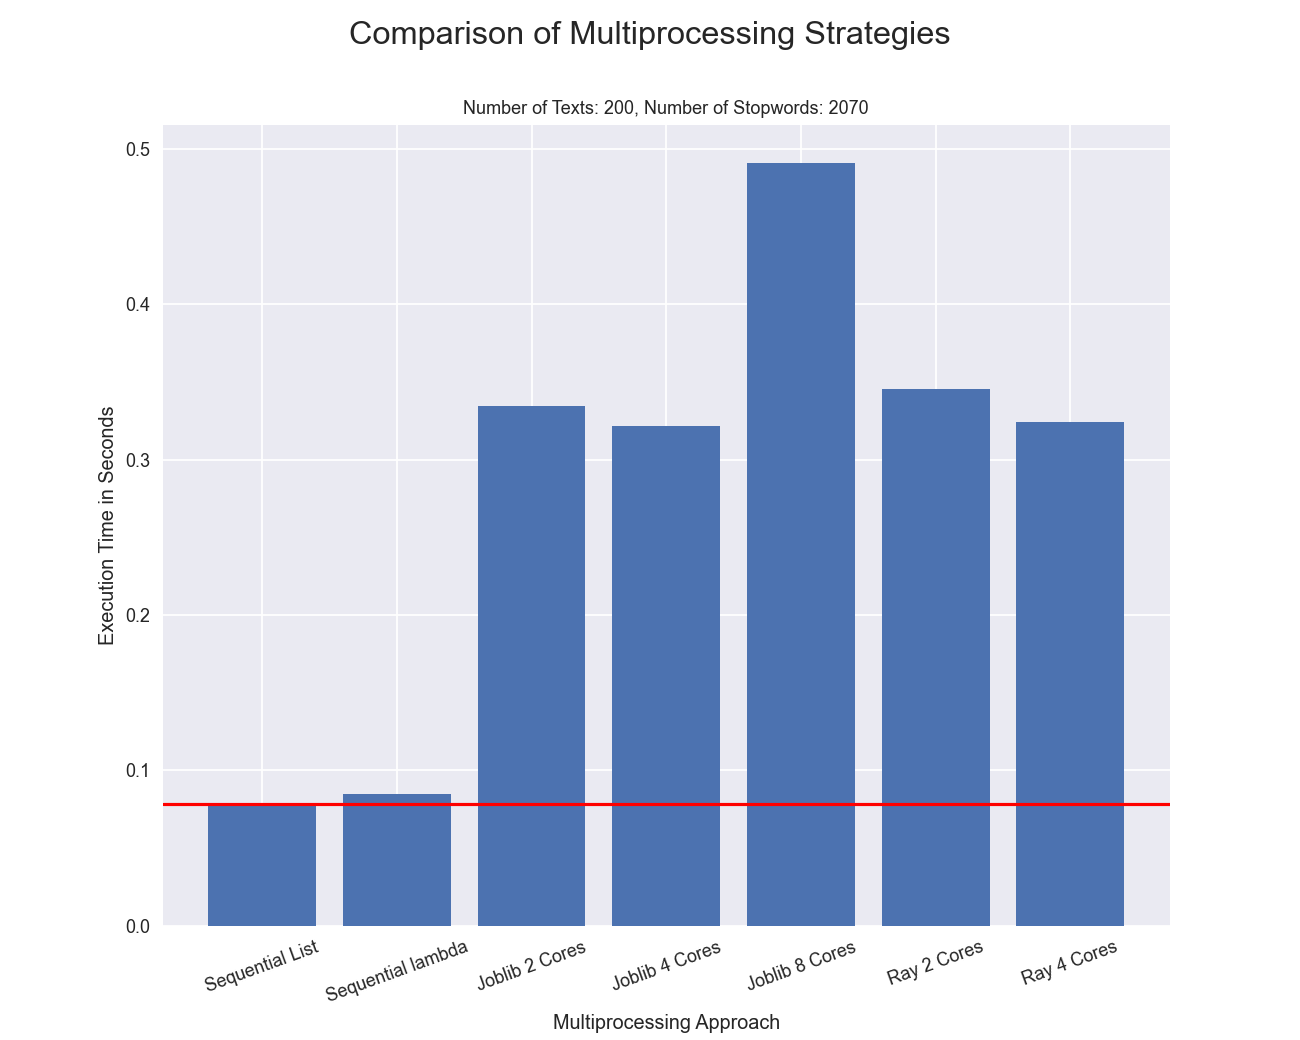 Comparison of Multiprocessing Strategies
Number of Texts: 200, Number of Stopwords: 2070
0.5
0.4
0.3
0.2
0.1
0.0
Execution Time in Seconds
Sequential List
Sequential lambda
Joblib 2 Cores
Joblib 4 Cores
Joblib 8 Cores
Ray 2 Cores
Ray 4 Cores
Multiprocessing Approach